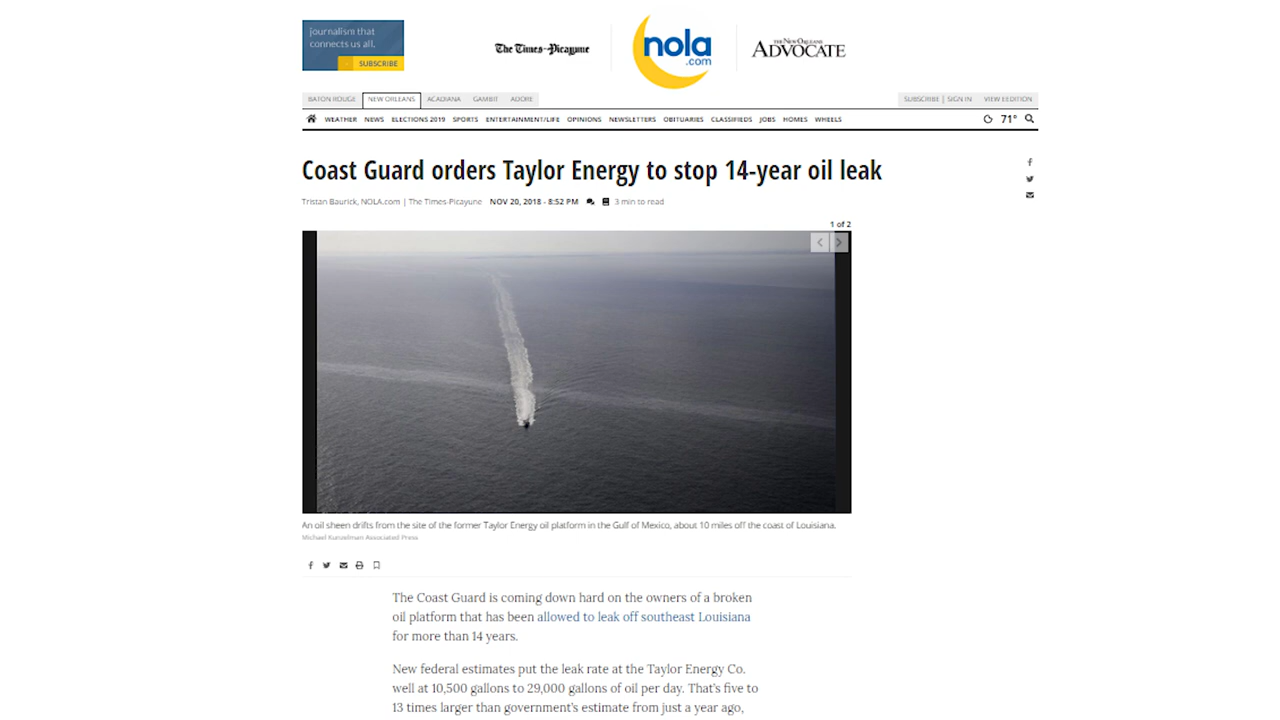 journalism that
connects us all.
SUBSCRIBE
The Times-Picayune
nola
.com
THE NEW ORLEANS
ADVOCATE
BATON ROUGE NEW ORLEANS ACADIANA GAMBIT ADORE
SUBSCRIBE | SIGN IN VIEW EEDITION
WEATHER NEWS ELECTIONS 2019 SPORTS ENTERTAINMENT/LIFE OPINIONS NEWSLETTERS OBITUARIES CLASSIFIEDS JOBS HOMES WHEELS 71°
Coast Guard orders Taylor Energy to stop 14-year oil leak
Tristan Baurick, NOLA.com | The Times-Picayune NOV 20, 2018 - 8:52 PM 3 min to read
1 of 2
An oil sheen drifts from the site of the former Taylor Energy oil platform in the Gulf of Mexico, about 10 miles off the coast of Louisiana.
Michael Kunzelman Associated Press
The Coast Guard is coming down hard on the owners of a broken
oil platform that has been allowed to leak off southeast Louisiana
for more than 14 years.
New federal estimates put the leak rate at the Taylor Energy Co.
well at 10,500 gallons to 29,000 gallons of oil per day. That's five to
13 times larger than government's estimate from just a year ago,